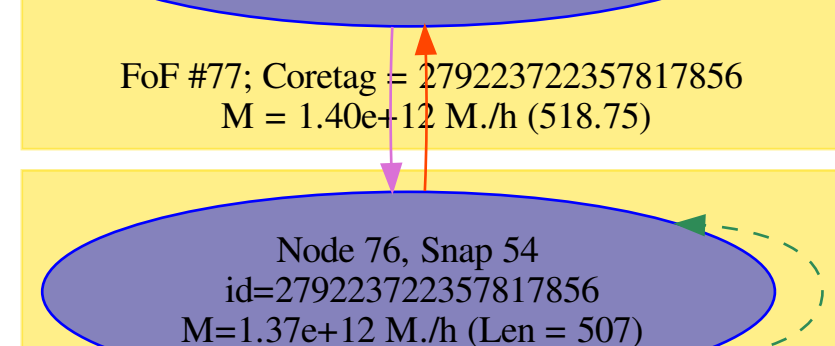 FoF #77; Coretag = 279223722357817856
M = 1.40e+12 M./h (518.75)
Node 76, Snap 54
id=279223722357817856
M=1.37e+12 M./h (Len = 507)